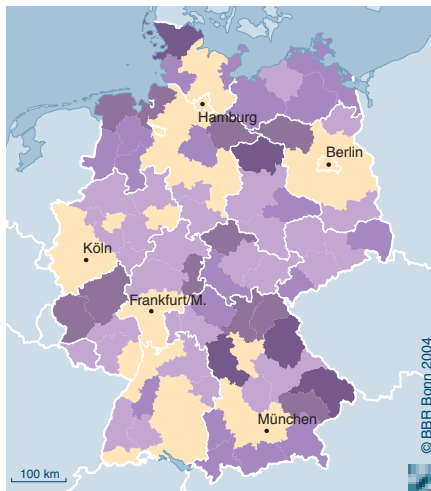 Hamburg
Berlin
Köln
Frankfurt/M.
München
100 km
© BBR Bonn 2004